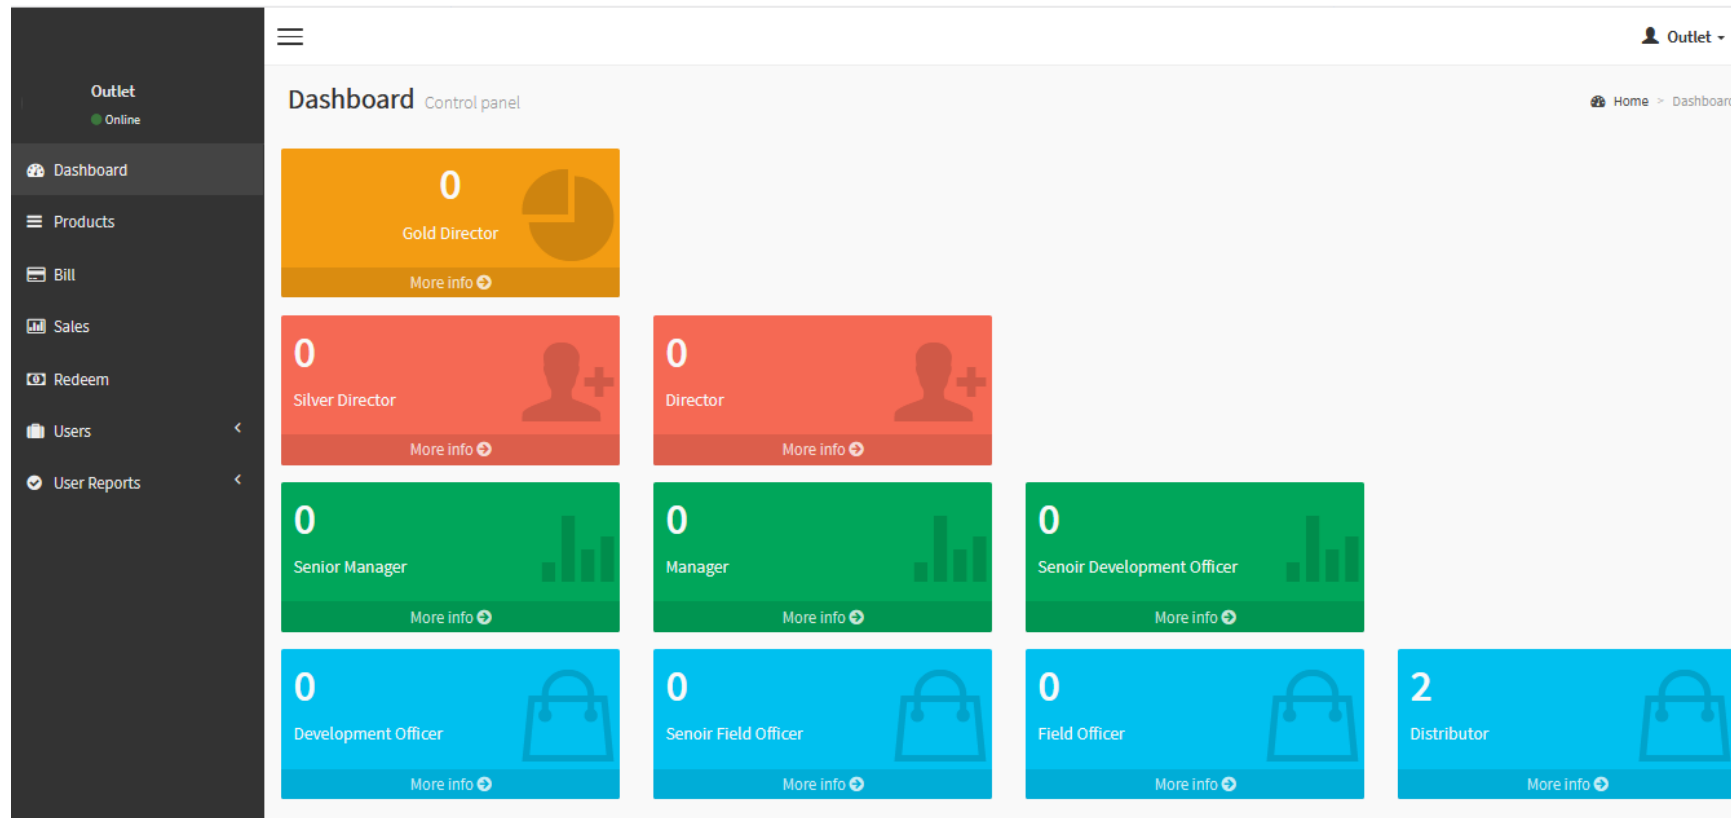 Outlet
Outlet
Online
Dashboard
Products
Bill
Sales
Redeem
Users
User Reports
Dashboard Control panel
Home > Dashboard
0
Gold Director
More info
0
Silver Director
More info
0
Director
More info
0
Senior Manager
More info
0
Manager
More info
0
Senoir Development Officer
More info
0
Development Officer
More info
0
Senoir Field Officer
More info
0
Field Officer
More info
2
Distributor
More info